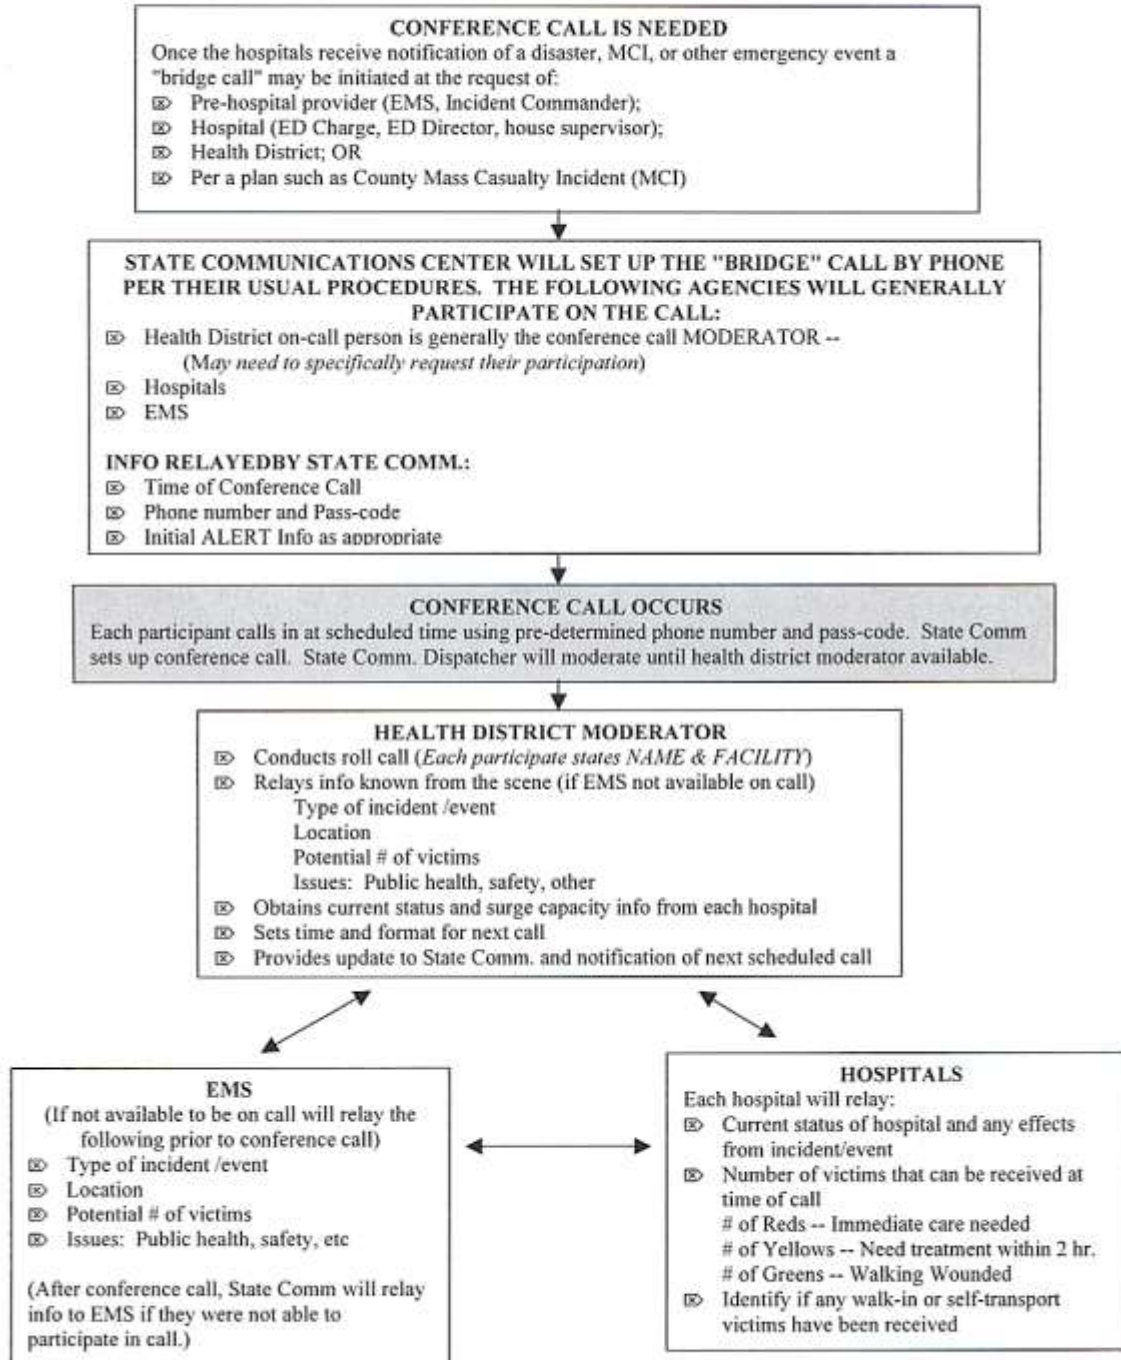 CONFERENCE CALL IS NEEDED
Once the hospitals receive notification of a disaster, MCI, or other emergency event a
"bridge call" may be initiated at the request of:
Pre-hospital provider (EMS, Incident Commander);
Hospital (ED Charge, ED Director, house supervisor);
Health District; OR
Per a plan such as County Mass Casualty Incident (MCI)
STATE COMMUNICATIONS CENTER WILL SET UP THE "BRIDGE" CALL BY PHONE
PER THEIR USUAL PROCEDURES. THE FOLLOWING AGENCIES WILL GENERALLY
PARTICIPATE ON THE CALL:
Health District on-call person is generally the conference call MODERATOR --
(May need to specifically request their participation)
Hospitals
EMS
INFO RELAYEDBY STATE COMM.:
Time of Conference Call
Phone number and Pass-code
Initial ALERT Info as appropriate
CONFERENCE CALL OCCURS
Each participant calls in at scheduled time using pre-determined phone number and pass-code. State Comm
sets up conference call. State Comm. Dispatcher will moderate until health district moderator available.
HEALTH DISTRICT MODERATOR
Conducts roll call (Each participate states NAME & FACILITY)
Relays info known from the scene (if EMS not available on call)
Type of incident /event
Location
Potential # of victims
Issues: Public health, safety, other
Obtains current status and surge capacity info from each hospital
Sets time and format for next call
Provides update to State Comm. and notification of next scheduled call
EMS
(If not available to be on call will relay the
following prior to conference call)
Type of incident /event
Location
Potential # of victims
Issues: Public health, safety, etc
(After conference call, State Comm will relay
info to EMS if they were not able to
participate in call.)
HOSPITALS
Each hospital will relay:
Current status of hospital and any effects
from incident/event
Number of victims that can be received at
time of call
# of Reds -- Immediate care needed
# of Yellows -- Need treatment within 2 hr.
# of Greens -- Walking Wounded
Identify if any walk-in or self-transport
victims have been received